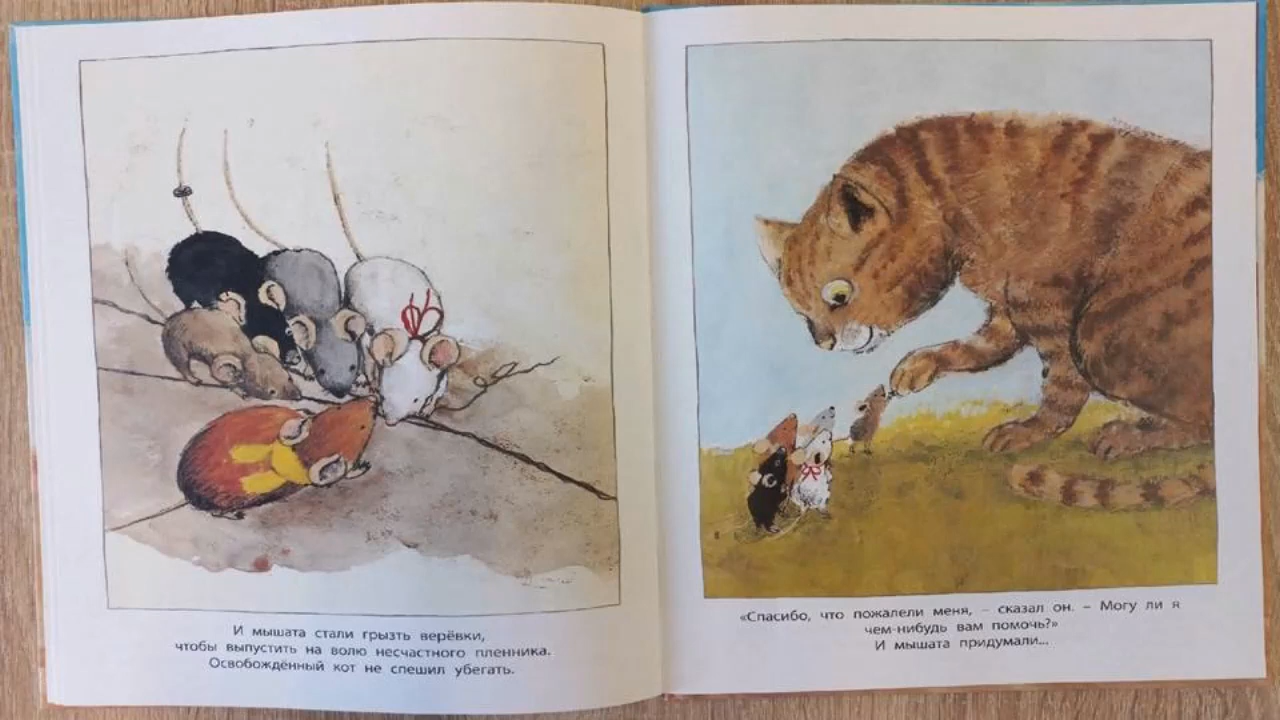 И мышата стали грызть верёвки,
чтобы выпустить на волю несчастного пленника.
Освобождённый кот не спешил убегать.
«Спасибо, что пожалели меня, – сказал он. – Могу ли я
чем-нибудь вам помочь?»
И мышата придумали...